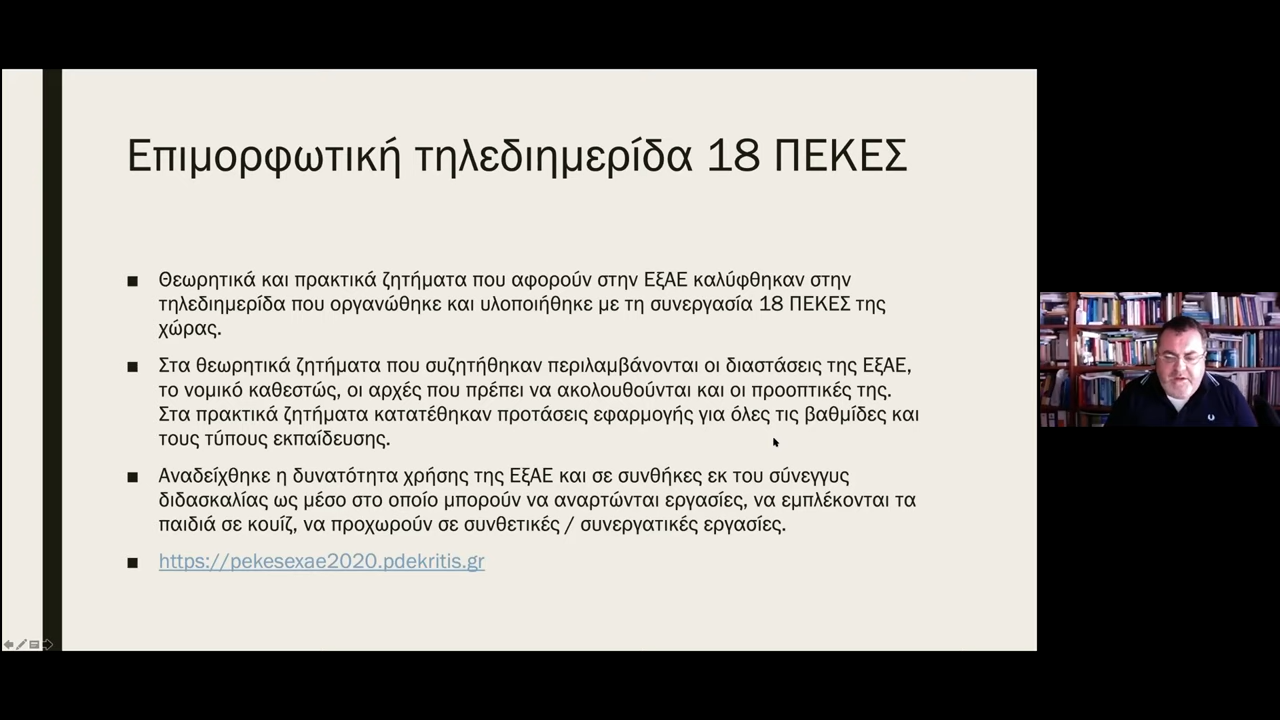 Επιμορφωτική τηλεδιημερίδα 18 ΠΕΚΕΣ
■ Θεωρητικά και πρακτικά ζητήματα που αφορούν στην ΕξΑΕ καλύφθηκαν στην
τηλεδιημερίδα που οργανώθηκε και υλοποιήθηκε με τη συνεργασία 18 ΠΕΚΕΣ της
χώρας.
■ Στα θεωρητικά ζητήματα που συζητήθηκαν περιλαμβάνονται οι διαστάσεις της ΕξΑΕ,
το νομικό καθεστώς, οι αρχές που πρέπει να ακολουθούνται και οι προοπτικές της.
Στα πρακτικά ζητήματα κατατέθηκαν προτάσεις εφαρμογής για όλες τις βαθμίδες και
τους τύπους εκπαίδευσης.
■ Αναδείχθηκε η δυνατότητα χρήσης της ΕξΑΕ και σε συνθήκες εκ του σύνεγγυς
διδασκαλίας ως μέσο στο οποίο μπορούν να αναρτώνται εργασίες, να εμπλέκονται τα
παιδιά σε κουίζ, να προχωρούν σε συνθετικές / συνεργατικές εργασίες.
■ https://pekesexae2020.pdekritis.gr